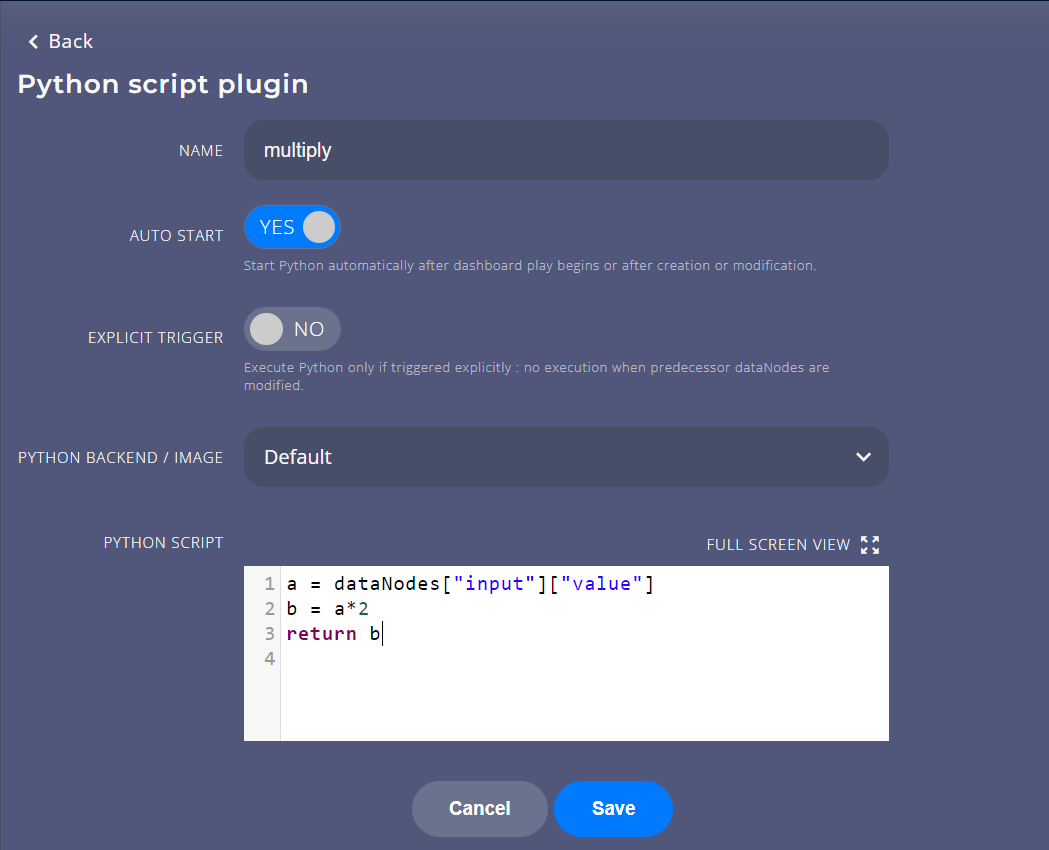 Back
Python script plugin
NAME
multiply
AUTO START
YES
Start Python automatically after dashboard play begins or after creation or modification.
EXPLICIT TRIGGER
NO
Execute Python only if triggered explicitly : no execution when predecessor dataNodes are
modified.
PYTHON BACKEND / IMAGE
Default
PYTHON SCRIPT
FULL SCREEN VIEW
1 a = dataNodes["input"]["value"]
2 b = a*2
3 return b
4
Cancel
Save